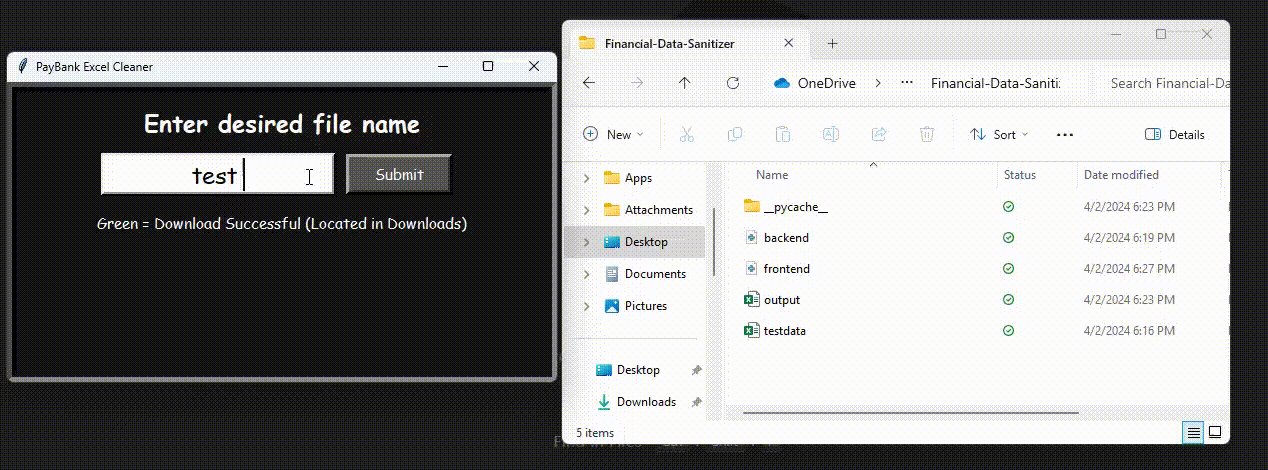 PayBank Excel Cleaner
Enter desired file name
test
Submit
Green = Download Successful (Located in Downloads)
Financial-Data-Sanitizer
OneDrive
Financial-Data-Saniti:
Search Financial-Da
New
Sort
Details
Name Status Date modified
Apps
Attachments
Desktop
Documents
Pictures
Desktop
Downloads
__pycache__ 4/2/2024 6:23 PM
backend 4/2/2024 6:19 PM
frontend 4/2/2024 6:27 PM
output 4/2/2024 6:23 PM
testdata 4/2/2024 6:16 PM
5 items